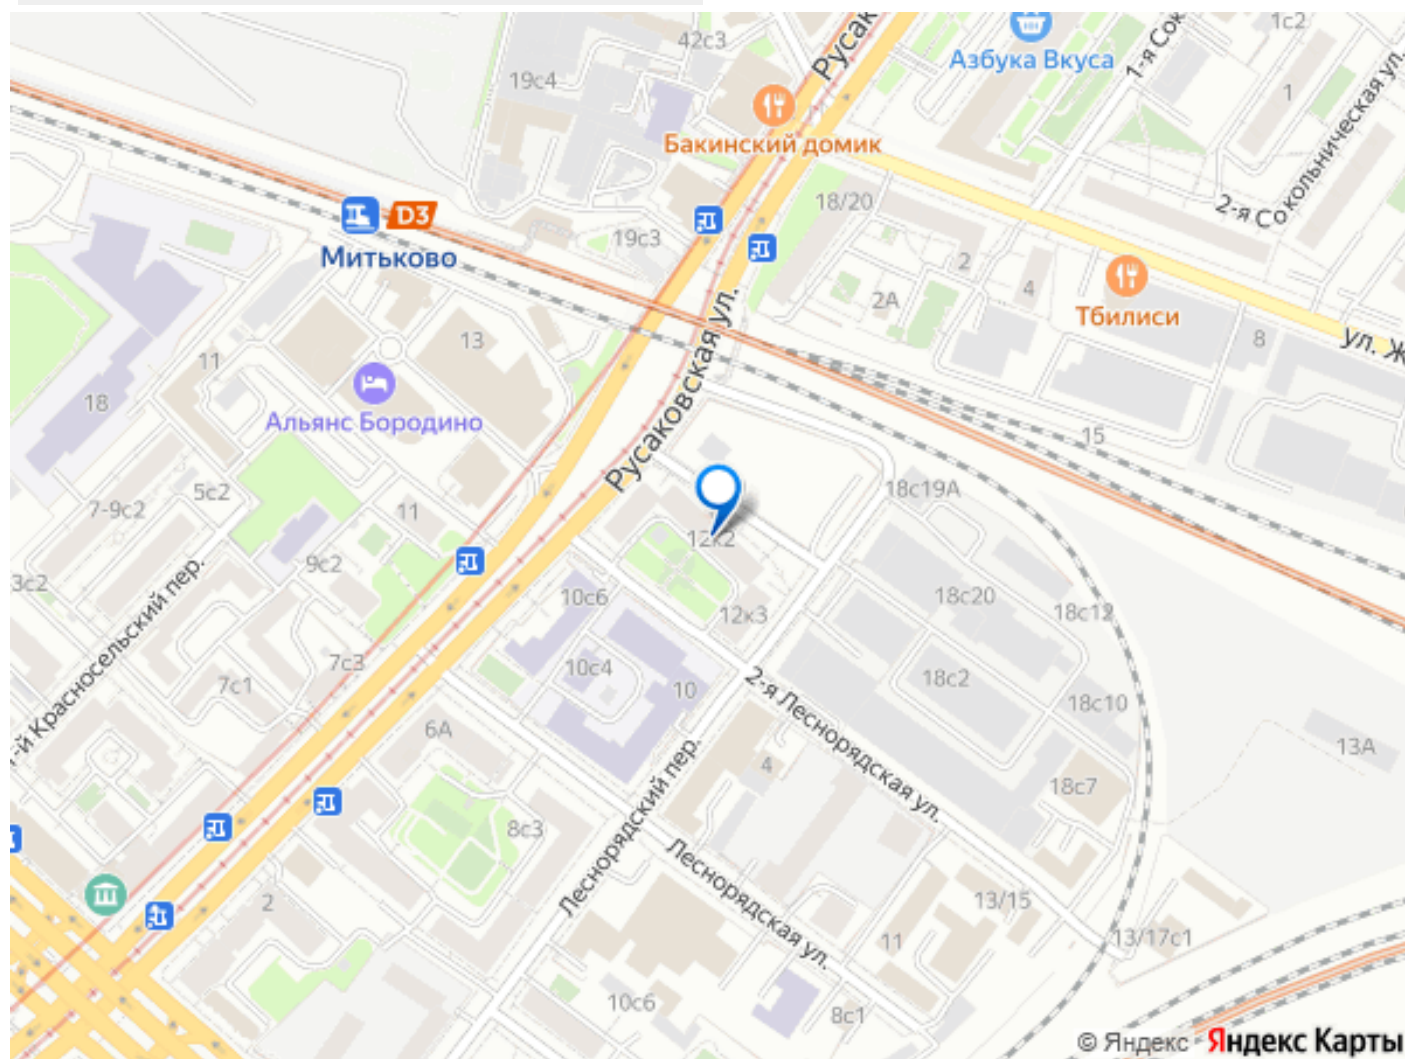 42с3
Русак
1с2
Азбука Вкуса
1-я Сок
19с4
1
Бакинский домик
2-я Сокольническая ул.
18/20
D3
Митьково
19с3
2
4
2А
Тбилиси
8
ул. Ж
13
11
18
Альянс Бородино
Русаковская ул.
15
5с2
7-9с2
11
18с19А
12к2
9с2
3с2
10с6
12к3
18с20
18с12
-й Красносельский пер.
7с3
10с4
7с1
10
18с2
2-я Леснорядская ул.
18с10
6А
13А
4
18с7
8с3
Леснорядский пер.
Леснорядская ул.
2
13/15
11
13/17с1
10с6
8с1
© Яндекс Яндекс Карты